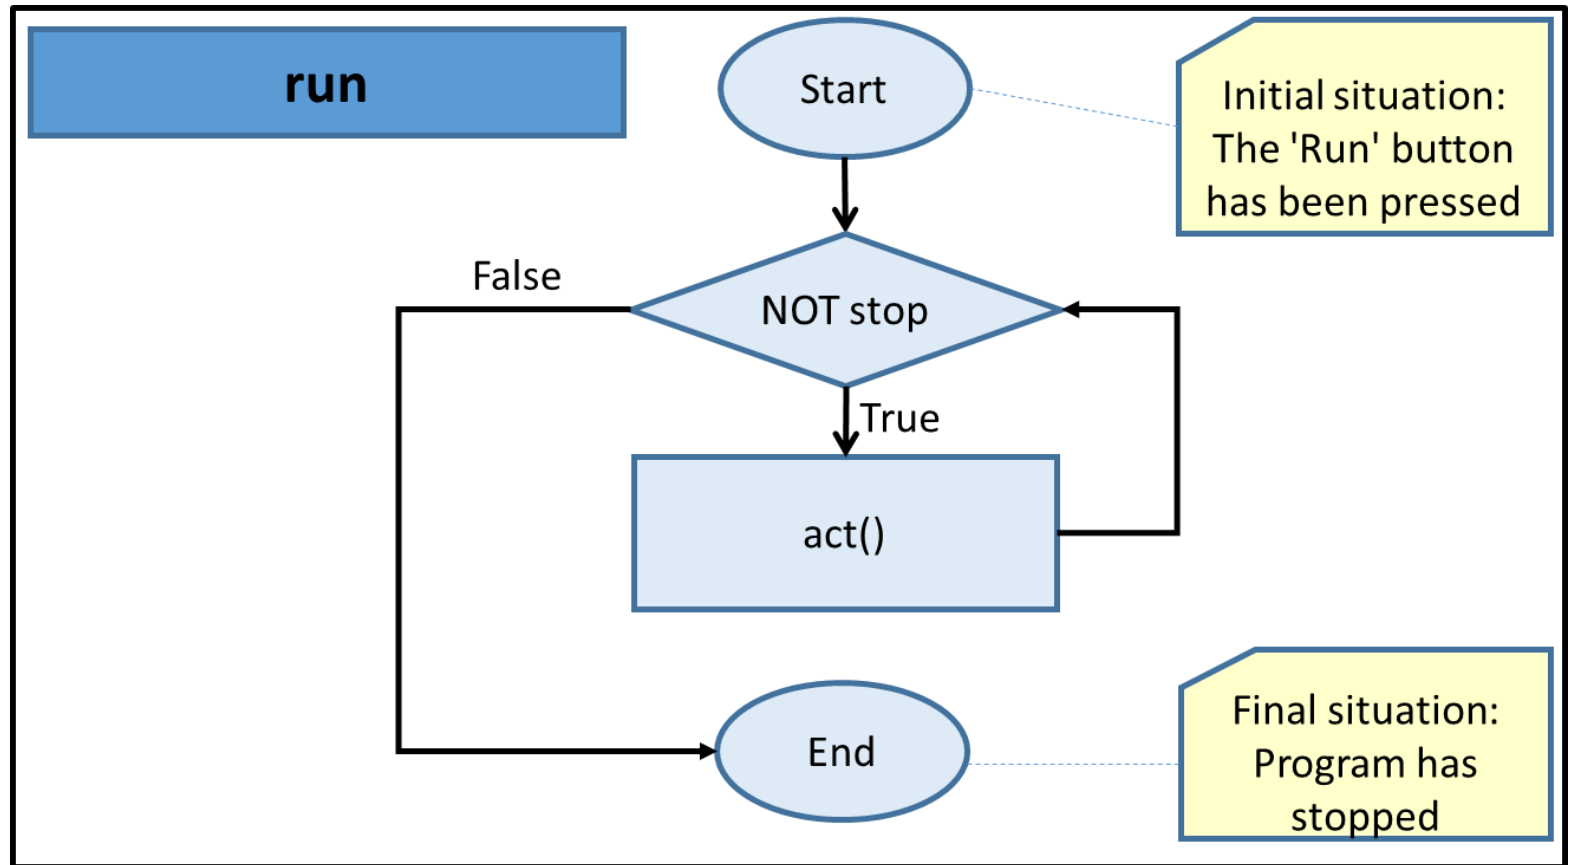 run
Start
Initial situation:
The 'Run' button
has been pressed
False
NOT stop
True
act()
End
Final situation:
Program has
stopped